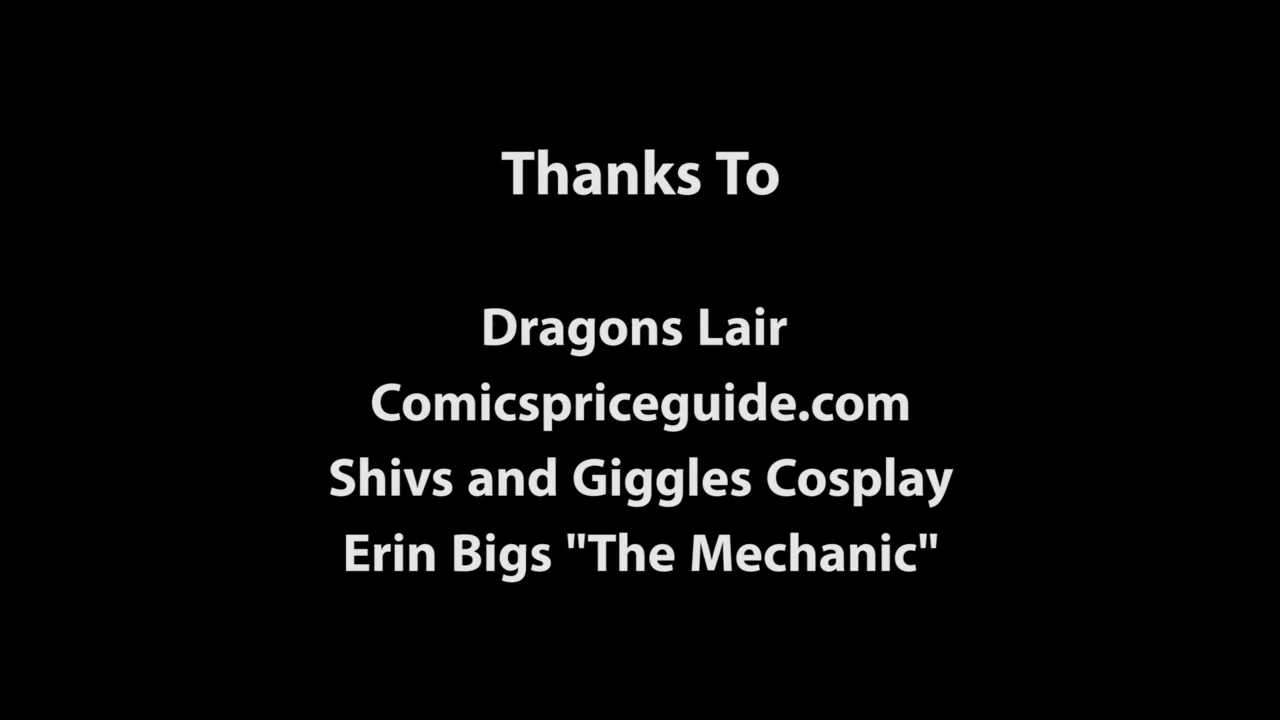 Thanks To
Dragons Lair
Comicspriceguide.com
Shivs and Giggles Cosplay
Erin Bigs "The Mechanic"